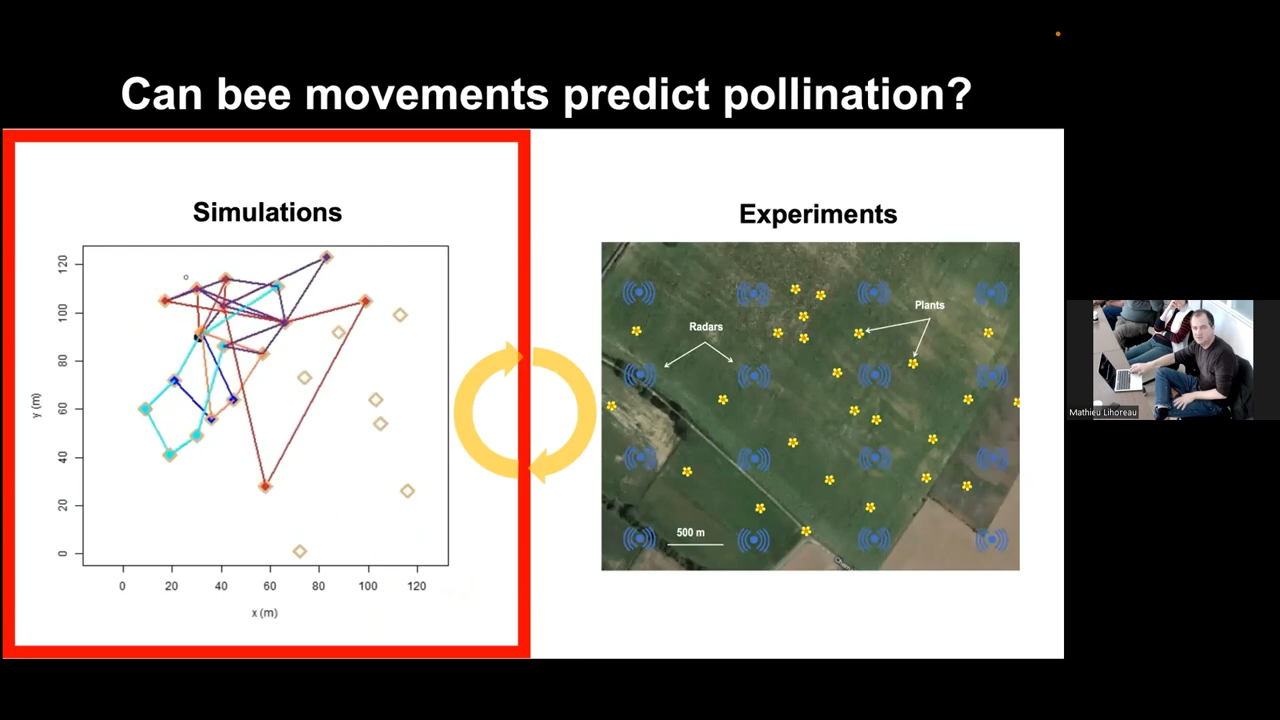 Can bee movements predict pollination?
Simulations
Experiments
120
100
80
60
40
20
0
y (m)
0 20 40 60 80 100 120
x (m)
Plants
Radars
500 m
Mathieu Lihoreau